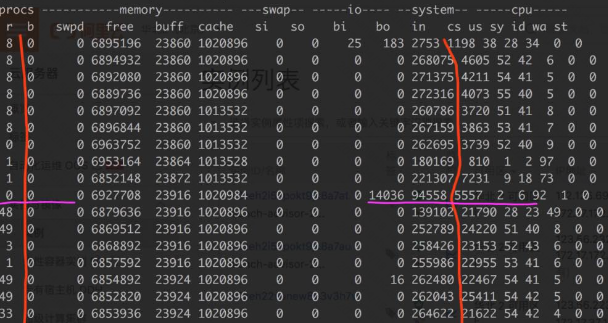 procs -----------memory---------- ---swap-- -----io---- --system-- -----cpu-----
r swpd free buff cache si so bi bo in cs us sy id wa st
8 0 0 6895196 23860 1020896 0 0 25 183 2753 1198 38 28 34 0 0
8 0 0 6894932 23860 1020896 0 0 0 0 268075 4605 52 42 6 0 0
8 0 0 6892080 23860 1020896 0 0 0 0 271375 4211 54 41 5 0 0
8 0 0 6889736 23860 1020896 0 0 0 0 272316 4073 55 40 5 0 0
8 0 0 6897092 23860 1013532 0 0 0 0 260786 3720 51 41 8 0 0
0 0 0 6896844 23860 1013532 0 0 0 0 267159 3863 53 41 7 0 0
0 0 0 6963752 23860 1013532 0 0 0 0 262695 3739 51 41 8 0 0
1 0 0 6953164 23864 1013528 0 0 0 0 180169 810 1 2 97 0 0
1 0 0 6922148 23872 1013532 0 0 0 0 221307 7231 9 18 73 0 0
0 0 0 6927708 23916 1020984 0 0 0 14036 94558 5557 2 6 92 1 0
48 0 0 6879636 23916 1020896 0 0 0 0 139102 21790 28 23 49 0 0
49 0 0 6869512 23916 1020896 0 0 0 0 252789 24220 51 40 8 0 0
3 0 0 6868892 23916 1020896 0 0 0 0 258426 23153 52 43 6 0 0
1 0 0 6857592 23916 1020896 0 0 0 0 255986 22955 53 41 6 0 0
49 0 0 6854892 23924 1020896 0 0 0 16 262480 22467 54 41 5 0 0
49 0 0 6852820 23924 1020896 0 0 0 0 262043 25411 54 42 5 0 0
33 0 0 6853936 23924 1020896 0 0 0 0 264622 21622 54 42 4 0 0